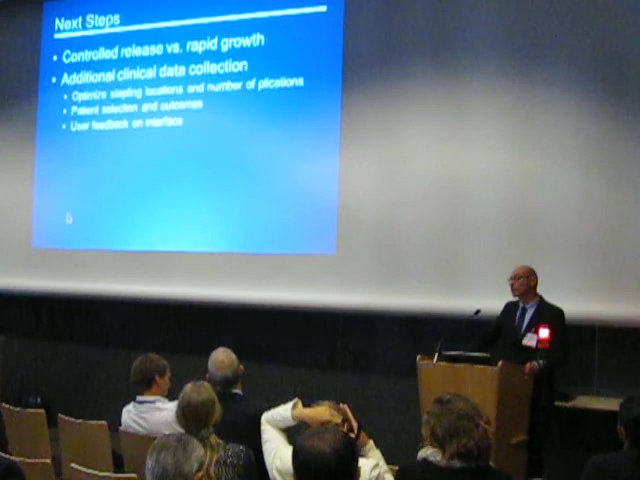 Next Steps
• Controlled release vs. rapid growth
• Additional clinical data collection
• Optimize stapling locations and number of plications
• Patient selection and outcomes
• User feedback on interface